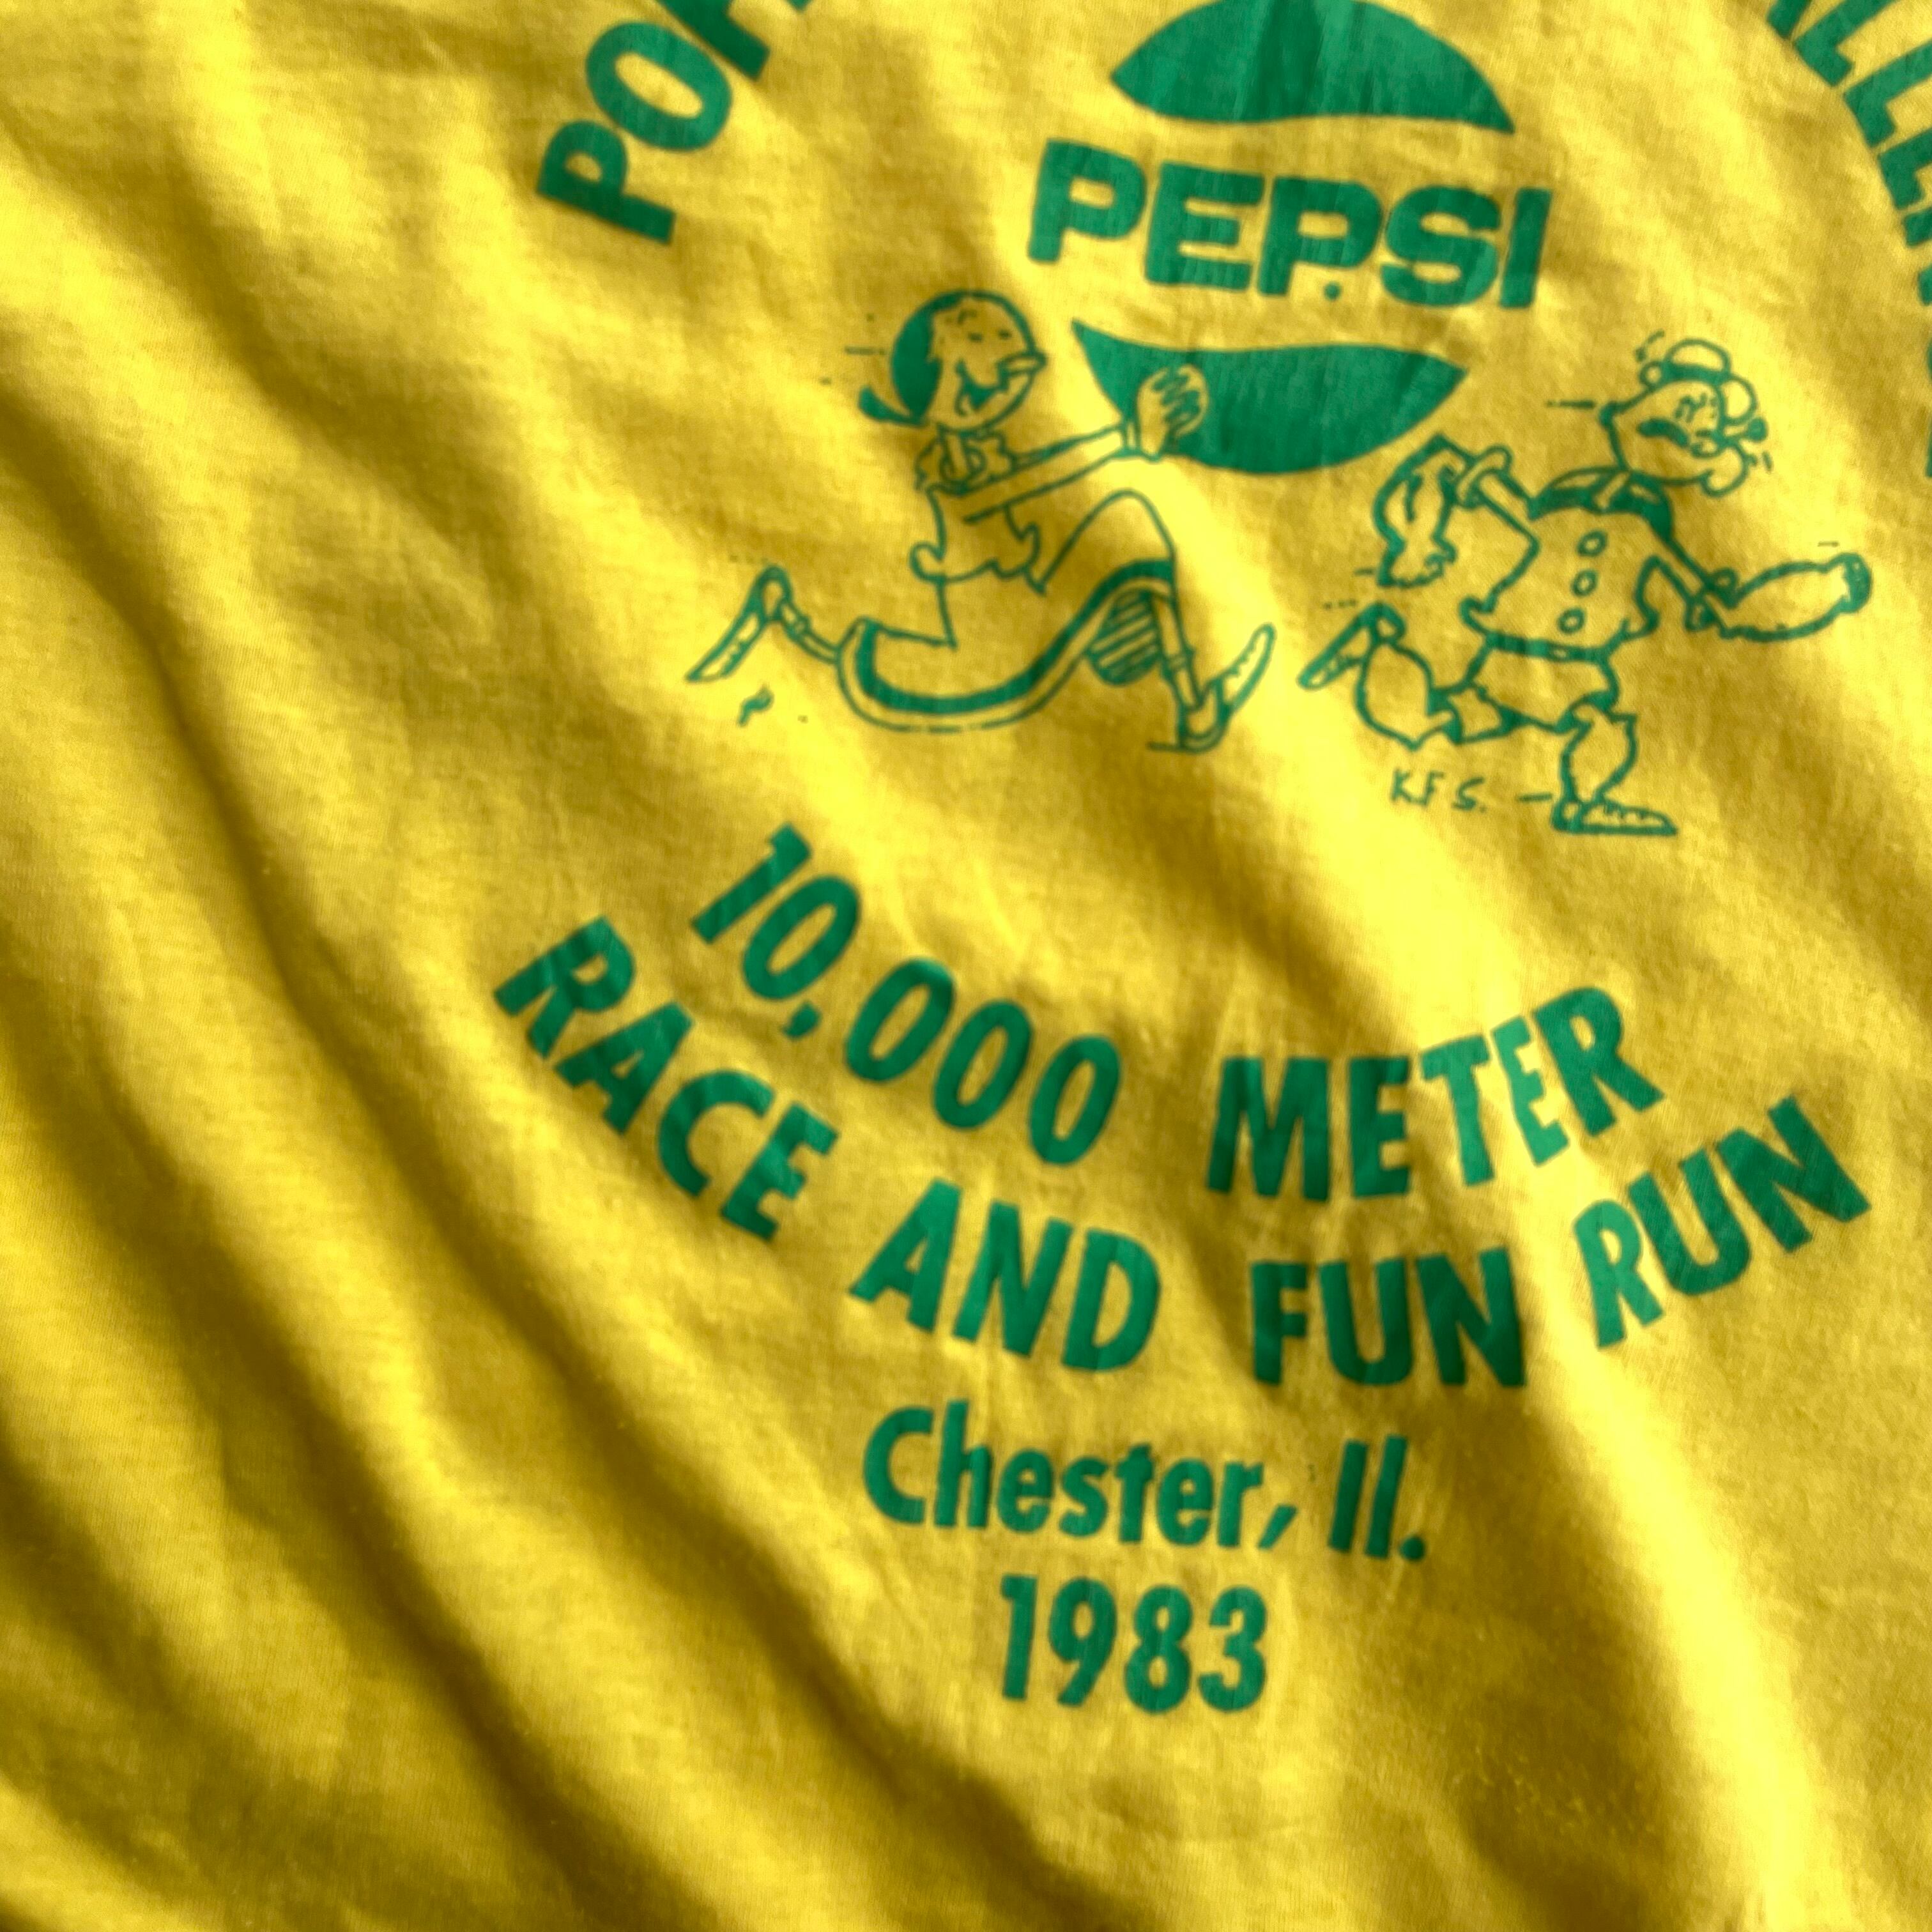 PEPSI
K.F.S.
10,000 METER
RACE AND FUN RUN
Chester, Il.
1983